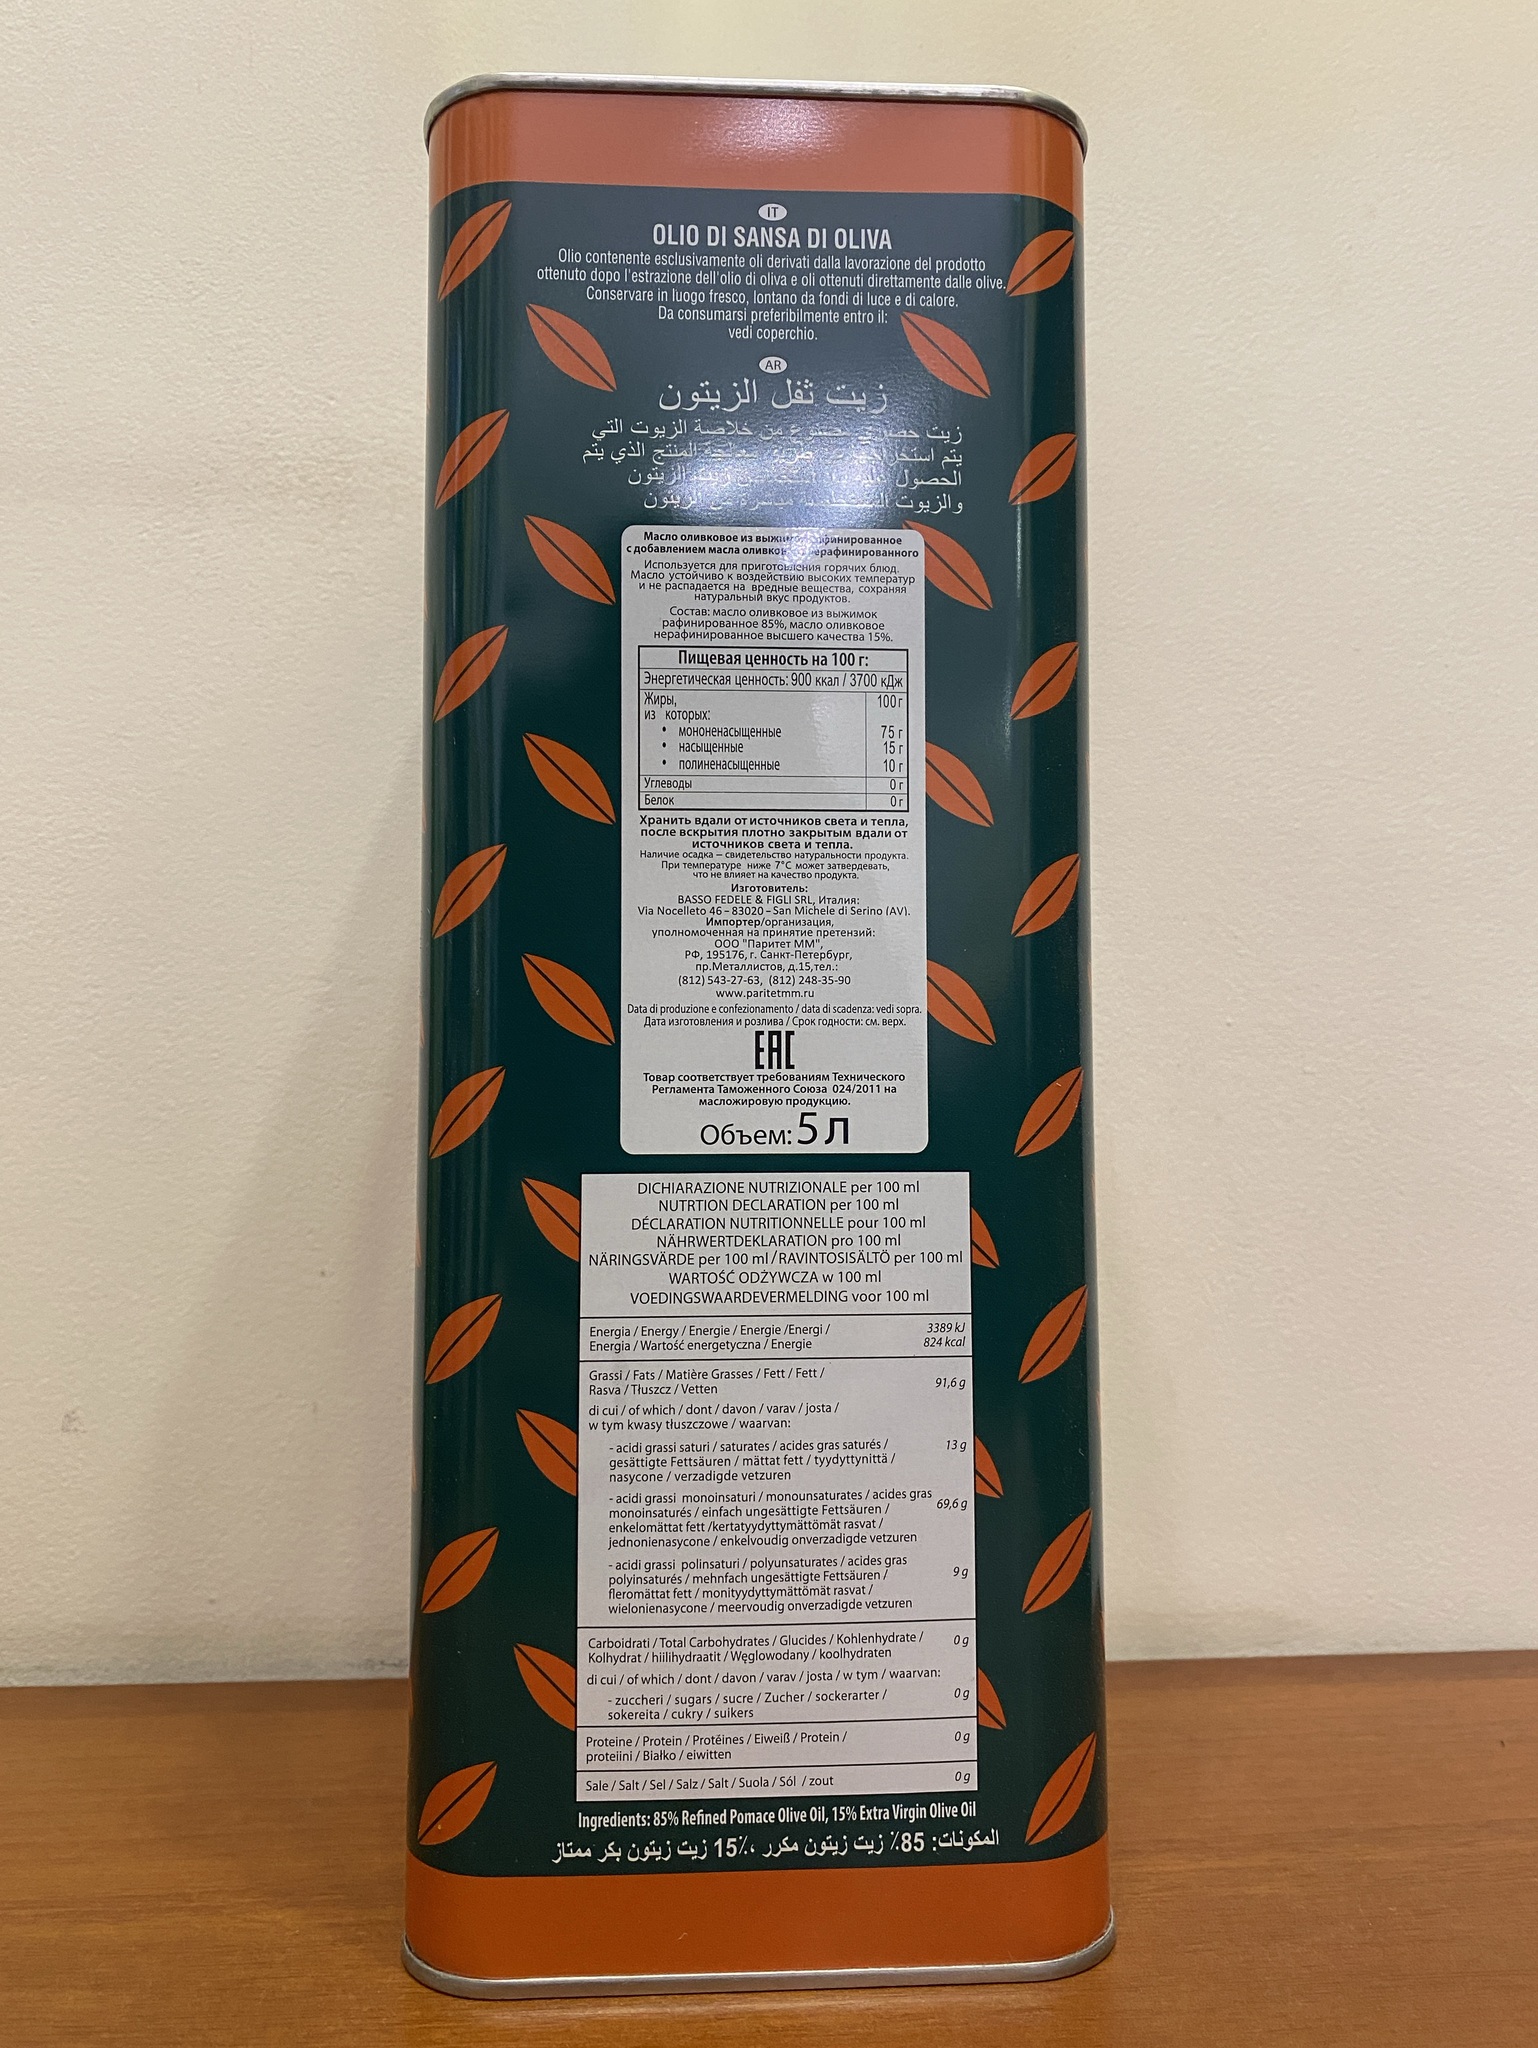 IT
OLIO DI SANSA DI OLIVA
Olio contenente esclusivamente oli derivati dalla lavorazione del prodotto
ottenuto dopo l'estrazione dell'olio di oliva e oli ottenuti direttamente dalle olive.
Conservare in luogo fresco, lontano da fondi di luce e di calore.
Da consumarsi preferibilmente entro il:
vedi coperchio.
AR
زيت ثفل الزيتون
زيت من خلاصة الزيوت التي
يتم المنتج الذي يتم
الحصول الزيتون
والزيوت الزيتون
Масло оливковое из
с добавлением масла
Используется для приготовления горячих блюд.
Масло устойчиво к воздействию высоких температур
и не распадается на вредные вещества, сохраняя
натуральный вкус продуктов.
Состав: масло оливковое из выжимок
рафинированное 85%, масло оливковое
нерафинированное высшего качества 15%.
Пищевая ценность на 100 г:
Энергетическая ценность: 900 ккал / 3700 кДж
Жиры, 100 г
из которых:
• мононенасыщенные 75 г
• насыщенные 15 г
• полиненасыщенные 10 г
Углеводы 0 г
Белок 0 г
Хранить вдали от источников света и тепла,
после вскрытия плотно закрытым вдали от
источников света и тепла.
Наличие осадка – свидетельство натуральности продукта.
При температуре ниже 7°С может затвердевать,
что не влияет на качество продукта.
Изготовитель:
BASSO FEDELE & FIGLI SRL, Италия:
Via Nocelleto 46 - 83020 - San Michele di Serino (AV).
Импортер/организация,
уполномоченная на принятие претензий:
ООО "Паритет ММ",
РФ, 195176, г. Санкт-Петербург,
пр.Металлистов, д.15,тел.:
(812) 543-27-63, (812) 248-35-90
www.paritetmm.ru
Data di produzione e confezionamento / data di scadenza: vedi sopra.
Дата изготовления и розлива / Срок годности: см. верх.
EAC
Товар соответствует требованиям Технического
Регламента Таможенного Союза 024/2011 на
масложировую продукцию.
Объем: 5 л
DICHIARAZIONE NUTRIZIONALE per 100 ml
NUTRTION DECLARATION per 100 ml
DÉCLARATION NUTRITIONNELLE pour 100 ml
NÄHRWERTDEKLARATION pro 100 ml
NÄRINGSVÄRDE per 100 ml / RAVINTOSISÄLTÖ per 100 ml
WARTOŚĆ ODŻYWCZA w 100 ml
VOEDINGSWAARDEVERMELDING voor 100 ml
Energia / Energy / Energie / Energie /Energi / 3389 kJ
Energia / Wartość energetyczna / Energie 824 kcal
Grassi / Fats / Matière Grasses / Fett / Fett /
Rasva / Tłuszcz / Vetten 91,6 g
di cui / of which / dont / davon / varav / josta /
w tym kwasy tłuszczowe / waarvan:
- acidi grassi saturi / saturates / acides gras saturés / 13 g
gesättigte Fettsäuren / mättat fett / tyydyttynittä /
nasycone / verzadigde vetzuren
- acidi grassi monoinsaturi / monounsaturates / acides gras
monoinsaturés / einfach ungesättigte Fettsäuren / 69,6 g
enkelomättat fett /kertatyydyttymättömät rasvat /
jednonienasycone / enkelvoudig onverzadigde vetzuren
- acidi grassi polinsaturi / polyunsaturates / acides gras
polyinsaturés / mehnfach ungesättigte Fettsäuren / 9 g
fleromättat fett / monityydyttymättömät rasvat /
wielonienasycone / meervoudig onverzadigde vetzuren
Carboidrati / Total Carbohydrates / Glucides / Kohlenhydrate / 0 g
Kolhydrat / hiilihydraatit / Węglowodany / koolhydraten
di cui / of which / dont / davon / varav / josta / w tym / waarvan:
- zuccheri / sugars / sucre / Zucher / sockerarter / 0 g
sokereita / cukry / suikers
Proteine / Protein / Protéines / Eiweiß / Protein / 0 g
proteiini / Białko / eiwitten
Sale / Salt / Sel / Salz / Salt / Suola / Sól / zout 0 g
Ingredients: 85% Refined Pomace Olive Oil, 15% Extra Virgin Olive Oil
المكونات: 85٪ زيت زيتون مكرر ،15٪ زيت زيتون بكر ممتاز